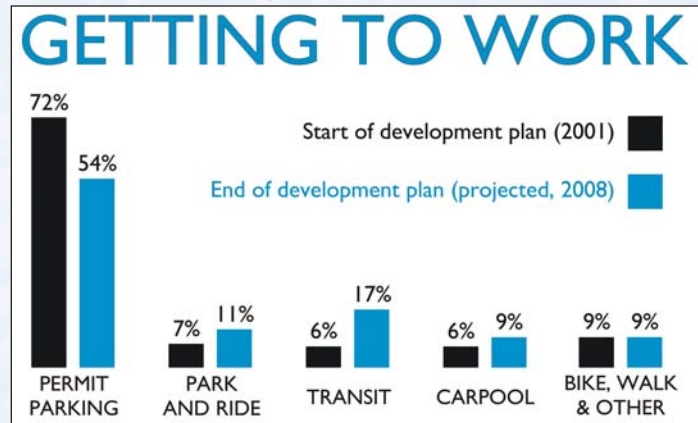 GETTING TO WORK
72%
54%
Start of development plan (2001)
End of development plan (projected, 2008)
7%
11%
6%
17%
6%
9%
9%
9%
PERMIT
PARKING
PARK
AND RIDE
TRANSIT
CARPOOL
BIKE, WALK
& OTHER